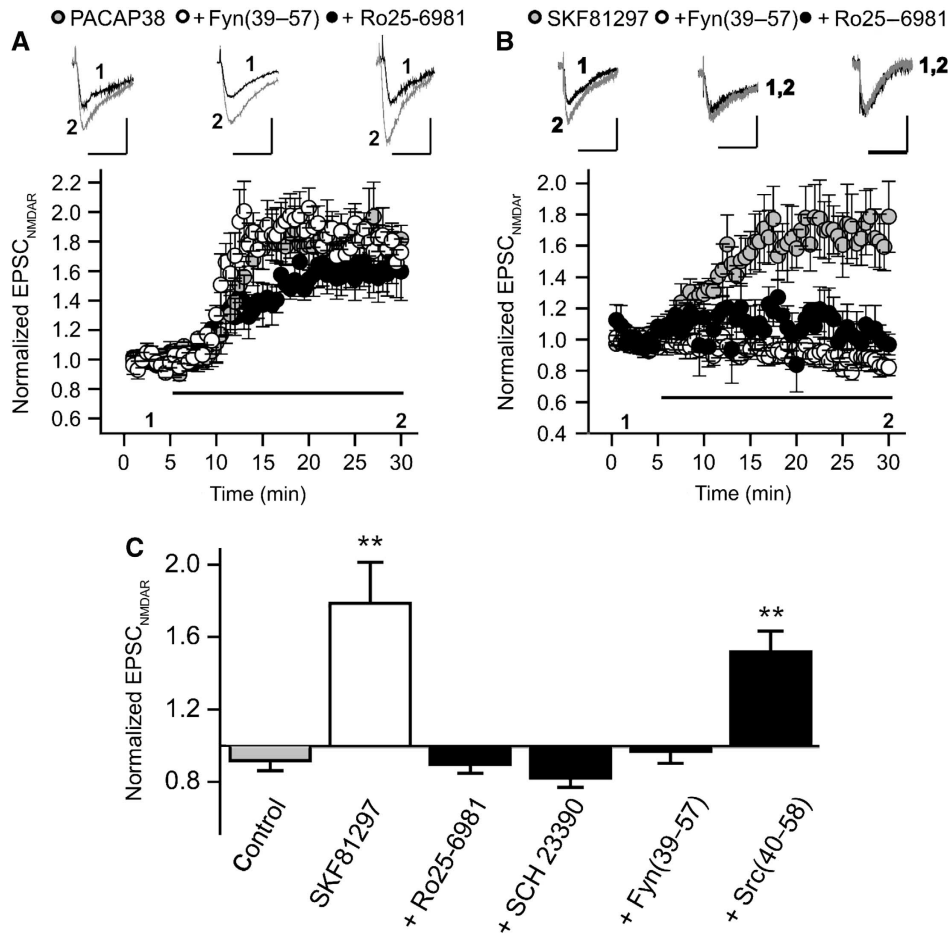 PACAP38 + Fyn(39–57) + Ro25-6981
A
1
2
1
2
1
2
Normalized EPSCNMDAR
2.2
2.0
1.8
1.6
1.4
1.2
1.0
0.8
0.6
1
2
0 5 10 15 20 25 30
Time (min)
SKF81297 + Fyn(39–57) + Ro25–6981
B
1
2
1,2
1,2
Normalized EPSCNMDAr
2.0
1.8
1.6
1.4
1.2
1.0
0.8
0.6
0.4
1
2
0 5 10 15 20 25 30
Time (min)
C
Normalized EPSCNMDAR
2.0
1.6
1.2
0.8
**
**
Control
SKF81297
+ Ro25-6981
+ SCH 23390
+ Fyn(39–57)
+ Src(40–58)